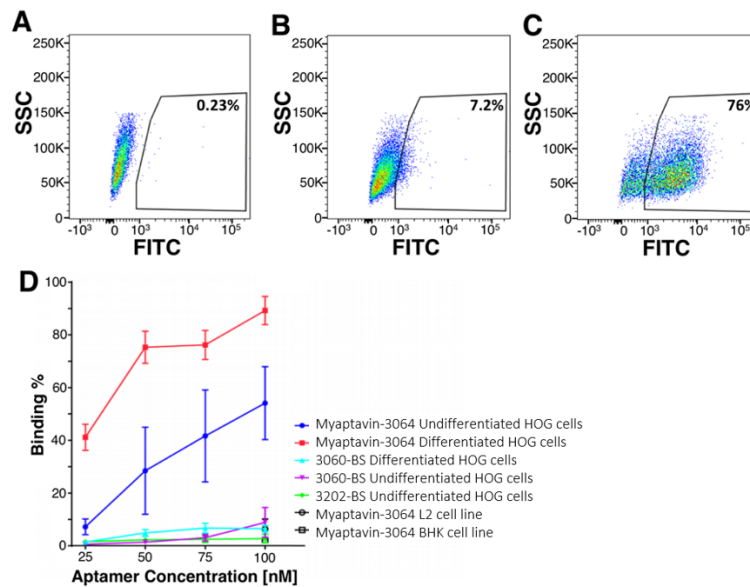 A
250K
200K
150K
100K
50K
0
SSC
0.23%
-10³ 0 10³ 10⁴ 10⁵
FITC
B
250K
200K
150K
100K
50K
0
SSC
7.2%
-10³ 0 10³ 10⁴ 10⁵
FITC
C
250K
200K
150K
100K
50K
0
SSC
76%
-10³ 0 10³ 10⁴ 10⁵
FITC
D
100
80
60
40
20
0
Binding %
25 50 75 100
Aptamer Concentration [nM]
Myaptavin-3064 Undifferentiated HOG cells
Myaptavin-3064 Differentiated HOG cells
3060-BS Differentiated HOG cells
3060-BS Undifferentiated HOG cells
3202-BS Undifferentiated HOG cells
Myaptavin-3064 L2 cell line
Myaptavin-3064 BHK cell line